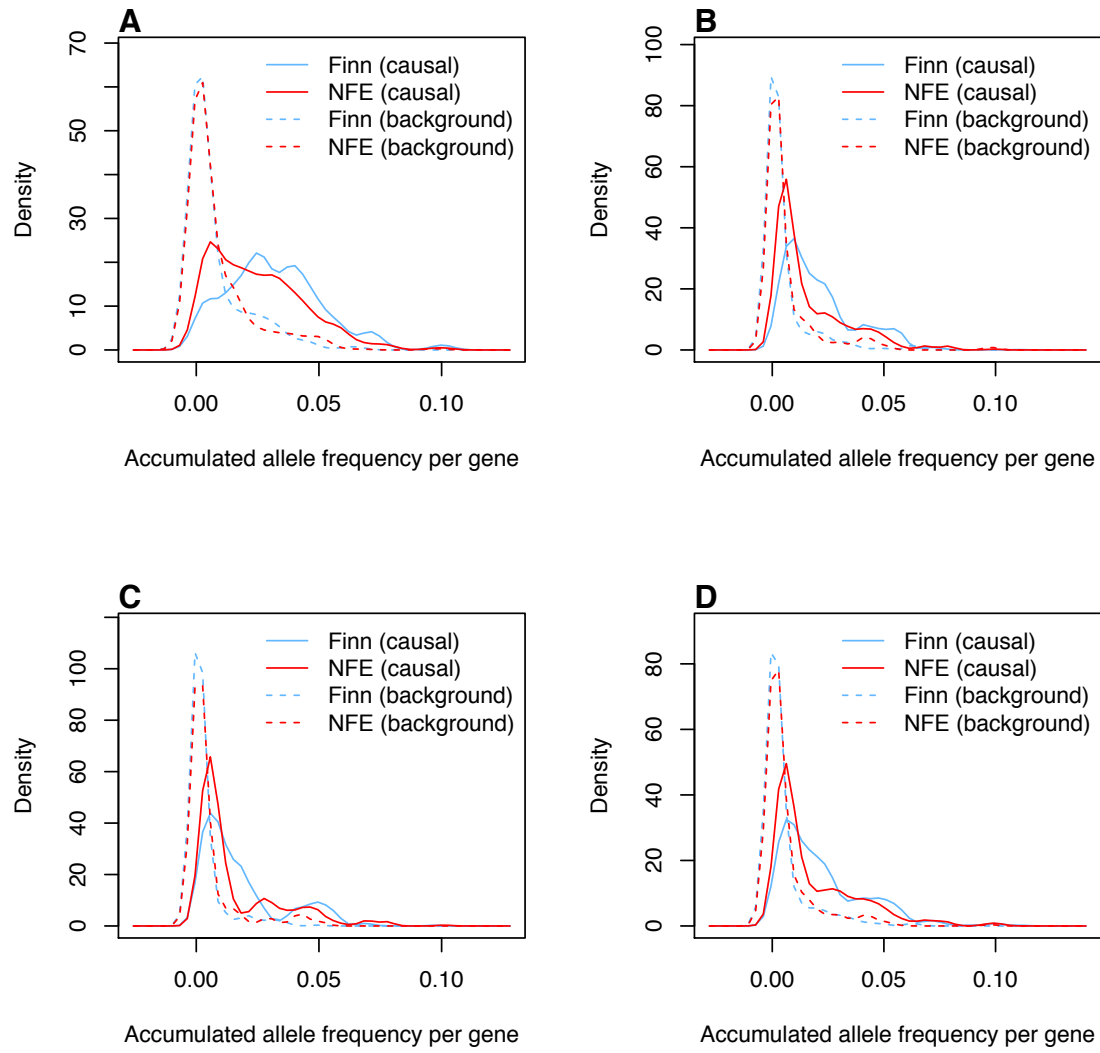 A
Density
0 10 30 50 70
Finn (causal)
NFE (causal)
Finn (background)
NFE (background)
0.00 0.05 0.10
Accumulated allele frequency per gene
B
Density
0 20 40 60 80 100
Finn (causal)
NFE (causal)
Finn (background)
NFE (background)
0.00 0.05 0.10
Accumulated allele frequency per gene
C
Density
0 20 40 60 80 100
Finn (causal)
NFE (causal)
Finn (background)
NFE (background)
0.00 0.05 0.10
Accumulated allele frequency per gene
D
Density
0 20 40 60 80
Finn (causal)
NFE (causal)
Finn (background)
NFE (background)
0.00 0.05 0.10
Accumulated allele frequency per gene